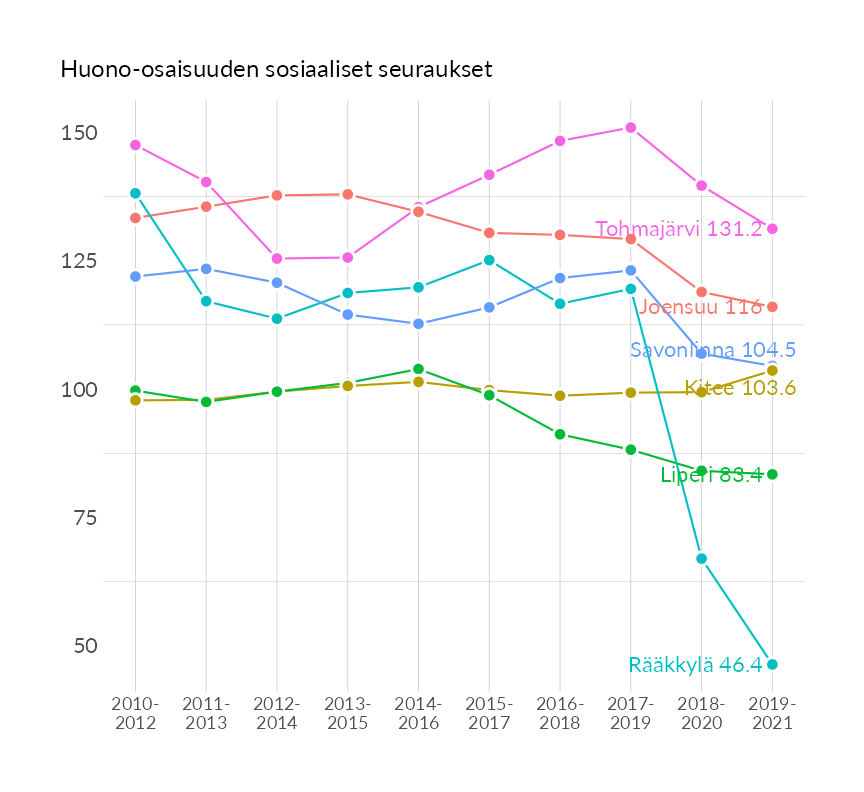 Huono-osaisuuden sosiaaliset seuraukset
150
125
100
75
50
Tohmajärvi 131.2
Joensuu 116
Savonlinna 104.5
Kitee 103.6
Liperi 83.4
Rääkkylä 46.4
2010- 2011- 2012- 2013- 2014- 2015- 2016- 2017- 2018- 2019-
2012 2013 2014 2015 2016 2017 2018 2019 2020 2021